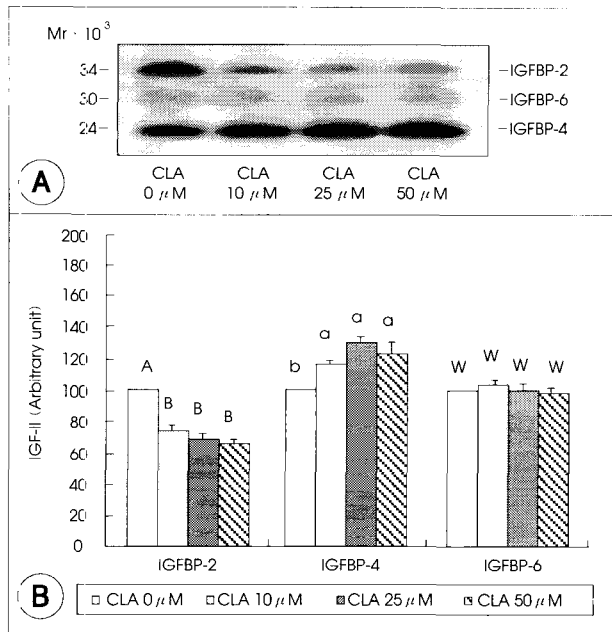 Mr · 10³
34 –IGFBP-2
30 –IGFBP-6
24 –IGFBP-4
CLA CLA CLA CLA
0 μM 10 μM 25 μM 50 μM
A
200
180
160
140
120
100
80
60
40
20
0
IGF-II (Arbitrary unit)
A B B B
b a a a
W W W W
IGFBP-2 IGFBP-4 IGFBP-6
B
CLA 0 μM CLA 10 μM CLA 25 μM CLA 50 μM